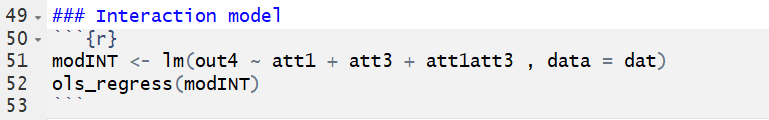 49 ### Interaction model
50 ```{r}
51 modINT <- lm(out4 ~ att1 + att3 + att1att3 , data = dat)
52 ols_regress(modINT)
53 ```